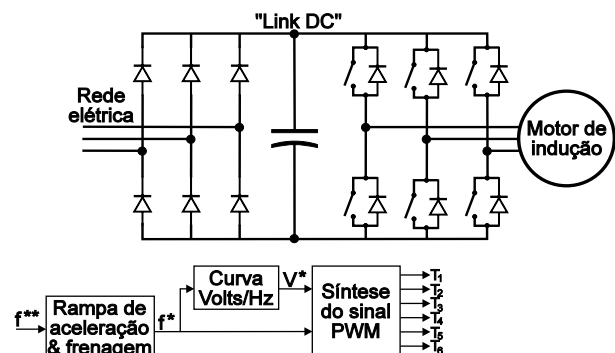 "Link DC"
Rede
elétrica
Motor de
indução
Curva
Volts/Hz
V*
Síntese
do sinal
PWM
T1
T2
T3
T4
T5
T6
f**
Rampa de
aceleração
& frenagem
f*